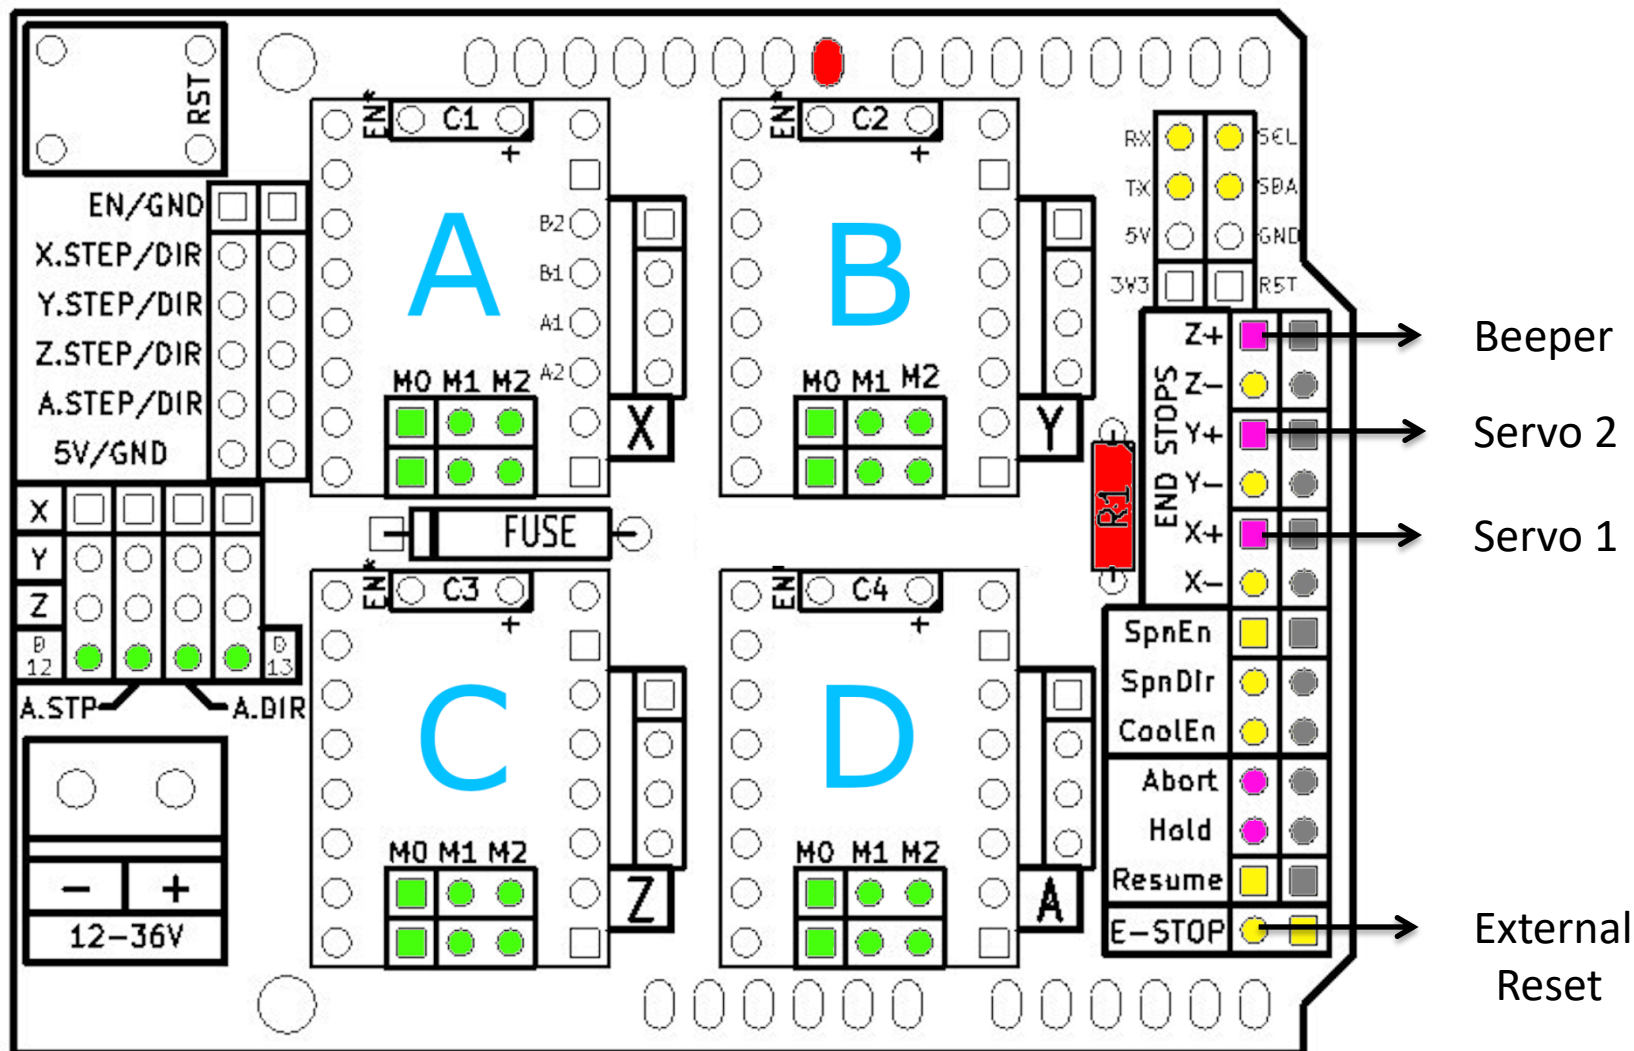 RST
EN/GND
X.STEP/DIR
Y.STEP/DIR
Z.STEP/DIR
A.STEP/DIR
5V/GND
X
Y
Z
D
12
D
13
A.STP
A.DIR
- +
12-36V
EN*
C1
+
A
B2
B1
A1
A2
M0 M1 M2
X
EN*
C2
+
B
M0 M1 M2
Y
FUSE
R1
EN*
C3
+
C
M0 M1 M2
Z
EN
C4
+
D
M0 M1 M2
A
RX SCL
TX SDA
5V GND
3V3 RST
END STOPS
Z+
Z-
Y+
Y-
X+
X-
SpnEn
SpnDir
CoolEn
Abort
Hold
Resume
E-STOP
Beeper
Servo 2
Servo 1
External
Reset